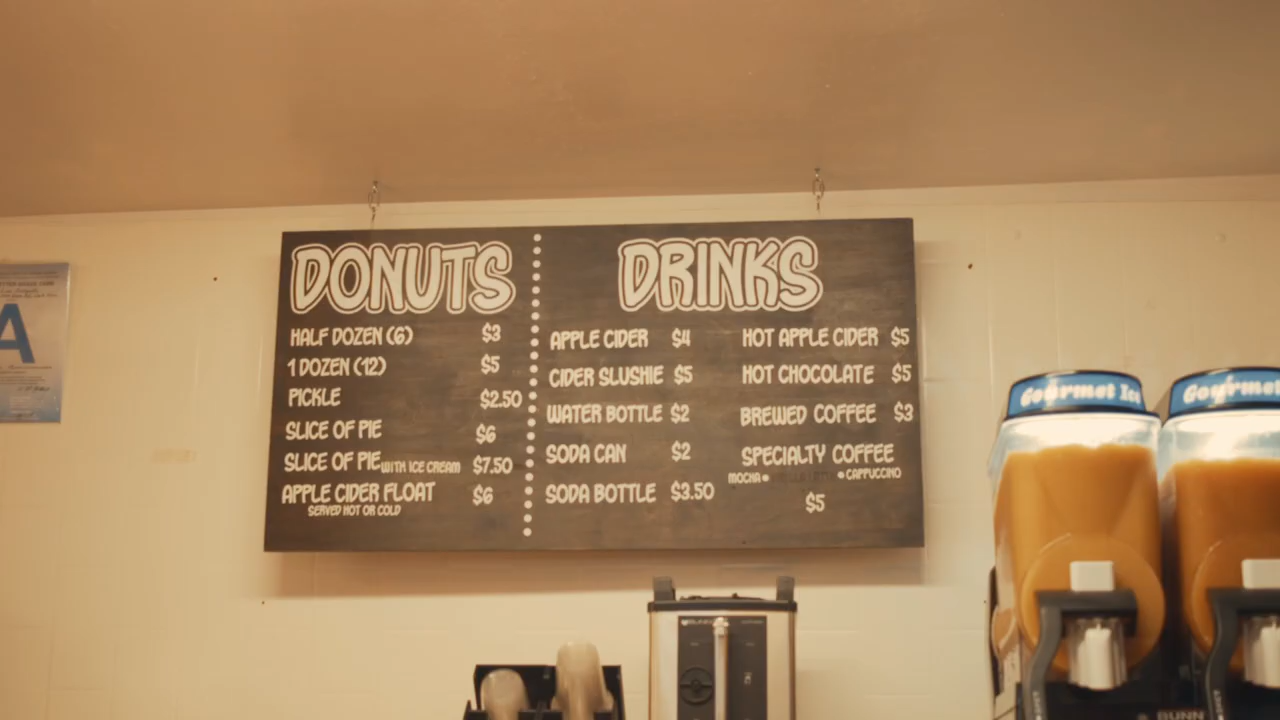 DONUTS
HALF DOZEN (6) $3
1 DOZEN (12) $5
PICKLE $2.50
SLICE OF PIE $6
SLICE OF PIE WITH ICE CREAM $7.50
APPLE CIDER FLOAT $6
SERVED HOT OR COLD
DRINKS
APPLE CIDER $4
CIDER SLUSHIE $5
WATER BOTTLE $2
SODA CAN $2
SODA BOTTLE $3.50
HOT APPLE CIDER $5
HOT CHOCOLATE $5
BREWED COFFEE $3
SPECIALTY COFFEE
MOCHA • • CAPPUCCINO
$5
A
Gourmet Ice
Gourmet Ice
BUNN